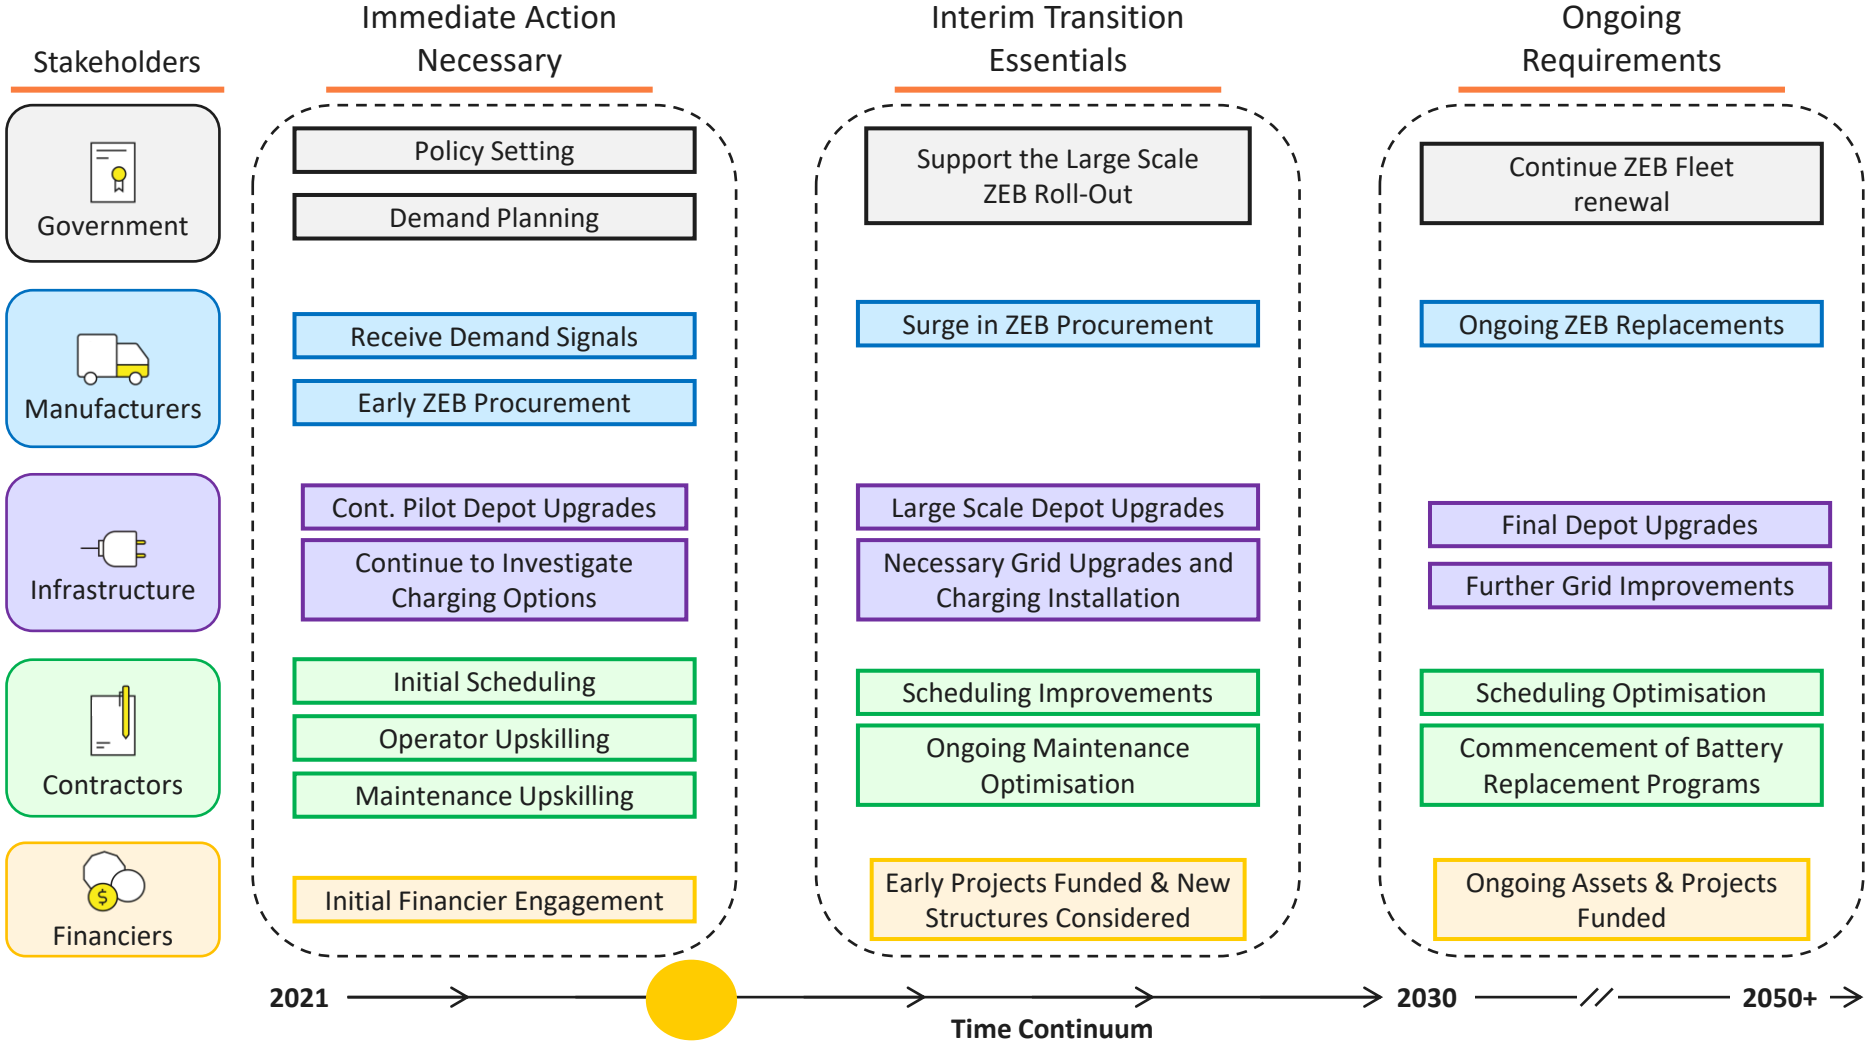 Stakeholders
Immediate Action
Necessary
Interim Transition
Essentials
Ongoing
Requirements
Government
Policy Setting
Demand Planning
Support the Large Scale
ZEB Roll-Out
Continue ZEB Fleet
renewal
Manufacturers
Receive Demand Signals
Early ZEB Procurement
Surge in ZEB Procurement
Ongoing ZEB Replacements
Infrastructure
Cont. Pilot Depot Upgrades
Continue to Investigate
Charging Options
Large Scale Depot Upgrades
Necessary Grid Upgrades and
Charging Installation
Final Depot Upgrades
Further Grid Improvements
Contractors
Initial Scheduling
Operator Upskilling
Maintenance Upskilling
Scheduling Improvements
Ongoing Maintenance
Optimisation
Scheduling Optimisation
Commencement of Battery
Replacement Programs
$
Financiers
Initial Financier Engagement
Early Projects Funded & New
Structures Considered
Ongoing Assets & Projects
Funded
2021
2030
2050+
Time Continuum